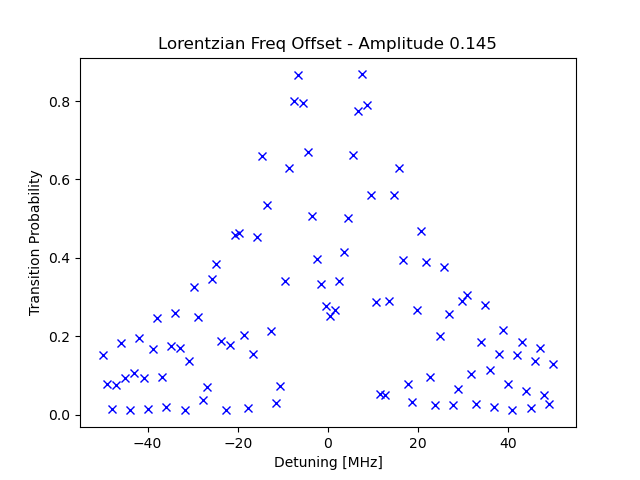 Lorentzian Freq Offset - Amplitude 0.145
Transition Probability
0.8
0.6
0.4
0.2
0.0
−40 −20 0 20 40
Detuning [MHz]